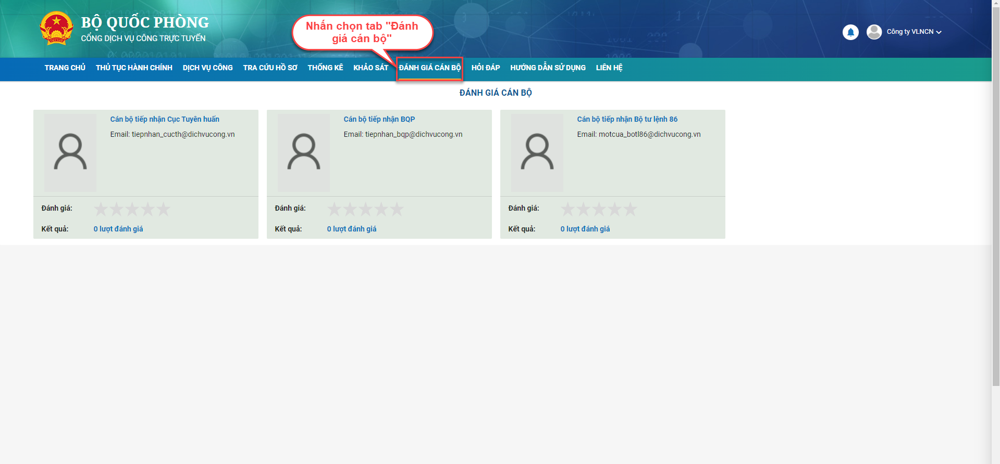 BỘ QUỐC PHÒNG
CỔNG DỊCH VỤ CÔNG TRỰC TUYẾN
Nhấn chọn tab "Đánh
giá cán bộ"
Công ty VLNCN
TRANG CHỦ THỦ TỤC HÀNH CHÍNH DỊCH VỤ CÔNG TRA CỨU HỒ SƠ THỐNG KÊ KHẢO SÁT ĐÁNH GIÁ CÁN BỘ HỎI ĐÁP HƯỚNG DẪN SỬ DỤNG LIÊN HỆ
ĐÁNH GIÁ CÁN BỘ
Cán bộ tiếp nhận Cục Tuyên huấn
Email: tiepnhan_cucth@dichvucong.vn
Đánh giá:
Kết quả: 0 lượt đánh giá
Cán bộ tiếp nhận BQP
Email: tiepnhan_bqp@dichvucong.vn
Đánh giá:
Kết quả: 0 lượt đánh giá
Cán bộ tiếp nhận Bộ tư lệnh 86
Email: motcua_botl86@dichvucong.vn
Đánh giá:
Kết quả: 0 lượt đánh giá